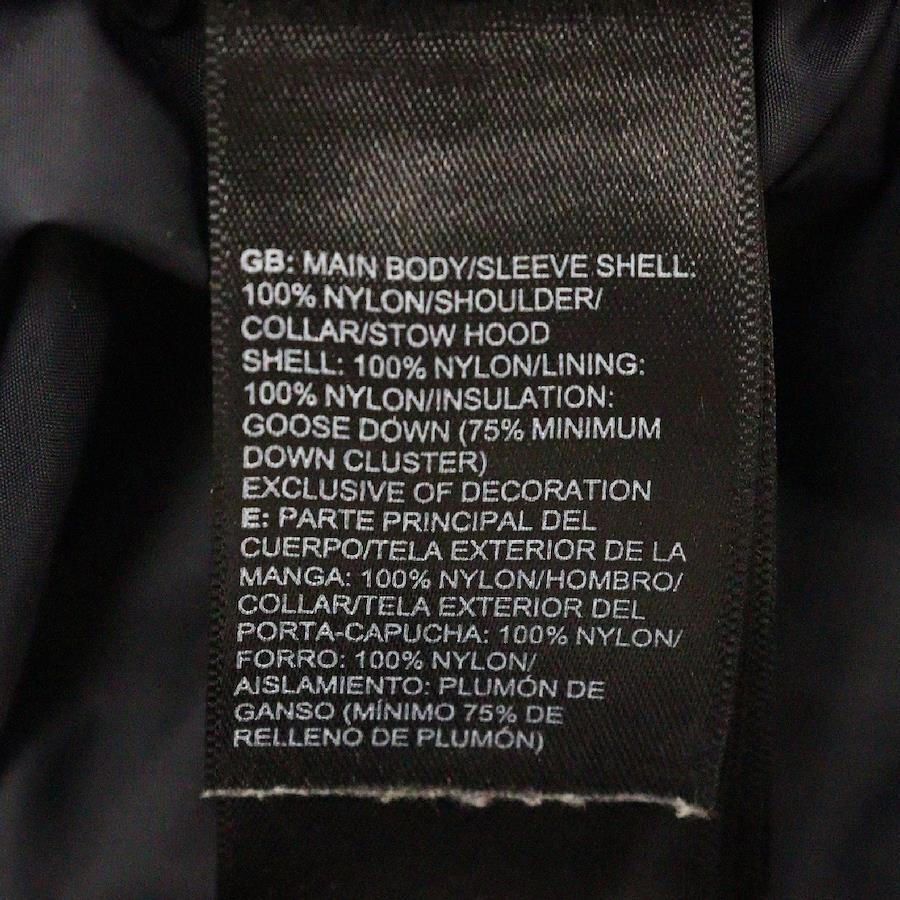 GB: MAIN BODY/SLEEVE SHELL:
100% NYLON/SHOULDER/
COLLAR/STOW HOOD
SHELL: 100% NYLON/LINING:
100% NYLON/INSULATION:
GOOSE DOWN (75% MINIMUM
DOWN CLUSTER)
EXCLUSIVE OF DECORATION
E: PARTE PRINCIPAL DEL
CUERPO/TELA EXTERIOR DE LA
MANGA: 100% NYLON/HOMBRO/
COLLAR/TELA EXTERIOR DEL
PORTA-CAPUCHA: 100% NYLON/
FORRO: 100% NYLON/
AISLAMIENTO: PLUMÓN DE
GANSO (MÍNIMO 75% DE
RELLENO DE PLUMÓN)